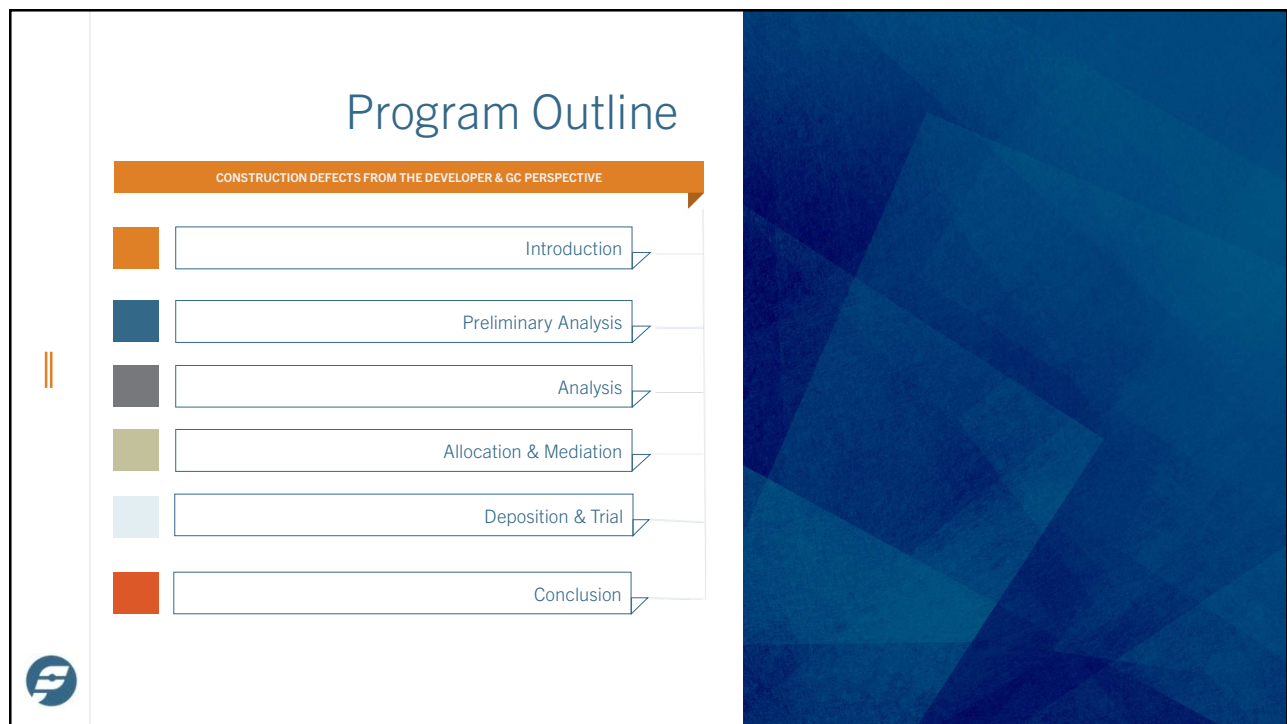 Program Outline
CONSTRUCTION DEFECTS FROM THE DEVELOPER & GC PERSPECTIVE
Introduction
Preliminary Analysis
Analysis
Allocation & Mediation
Deposition & Trial
Conclusion